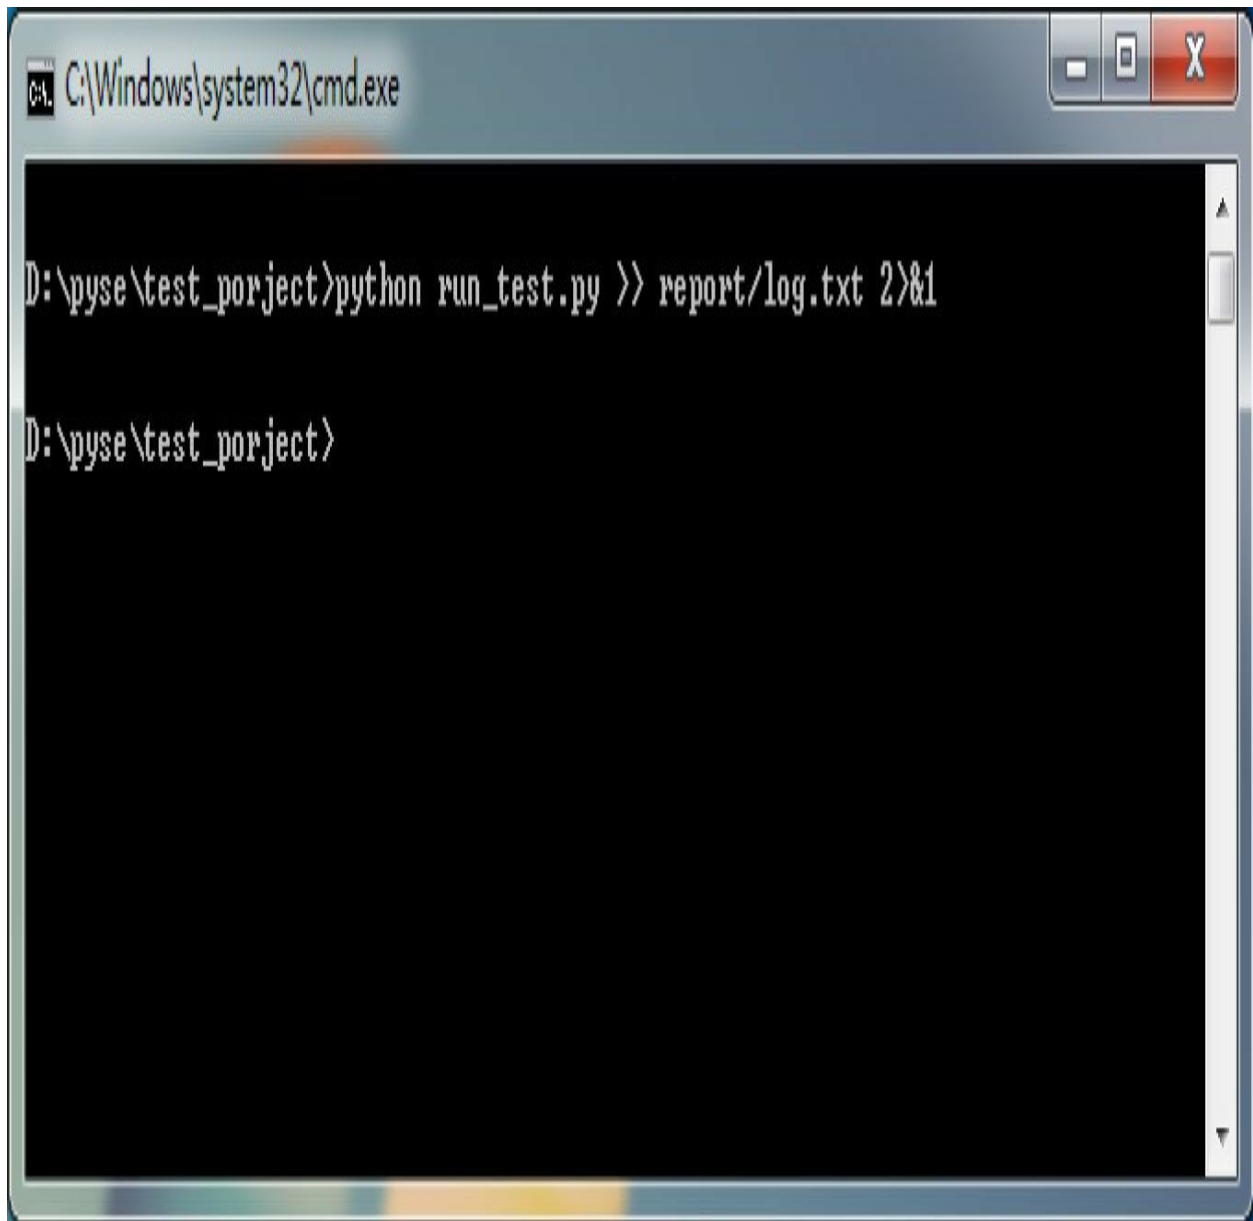 C:\Windows\system32\cmd.exe
D:\pyse\test_porject>python run_test.py >> report/log.txt 2>&1
D:\pyse\test_porject>